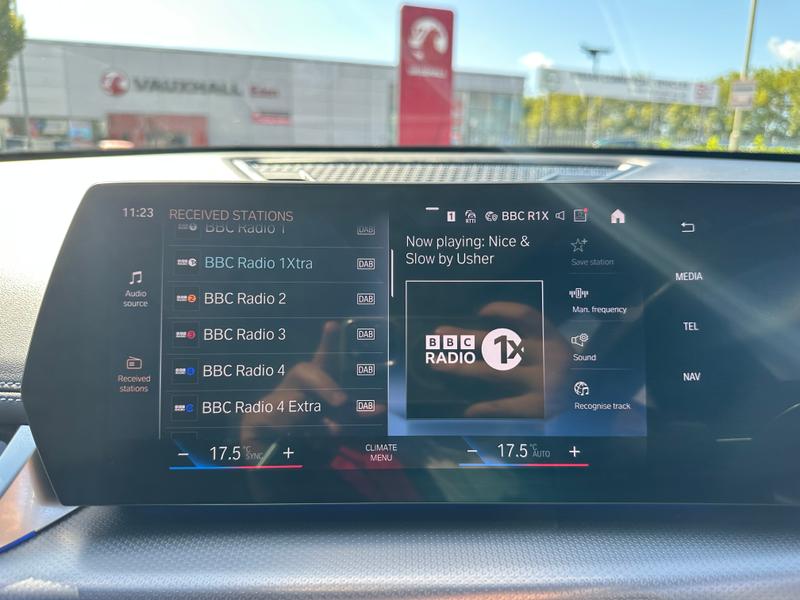 VAUXHALL
Eden
VAUXHALL
11:23
RECEIVED STATIONS
1
RTTI
BBC R1X
BBC Radio 1
DAB
BBC Radio 1Xtra
DAB
BBC Radio 2
DAB
BBC Radio 3
DAB
BBC Radio 4
DAB
BBC Radio 4 Extra
DAB
Audio
source
Received
stations
Now playing: Nice &
Slow by Usher
BBC
RADIO 1X
Save station
Man. frequency
Sound
Recognise track
MEDIA
TEL
NAV
− 17.5 °C SYNC +
CLIMATE
MENU
− 17.5 °C AUTO +